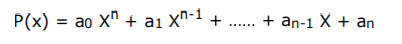 P(x) = a₀ Xⁿ + a₁ Xⁿ⁻¹ + ...... + aₙ₋₁ X + aₙ